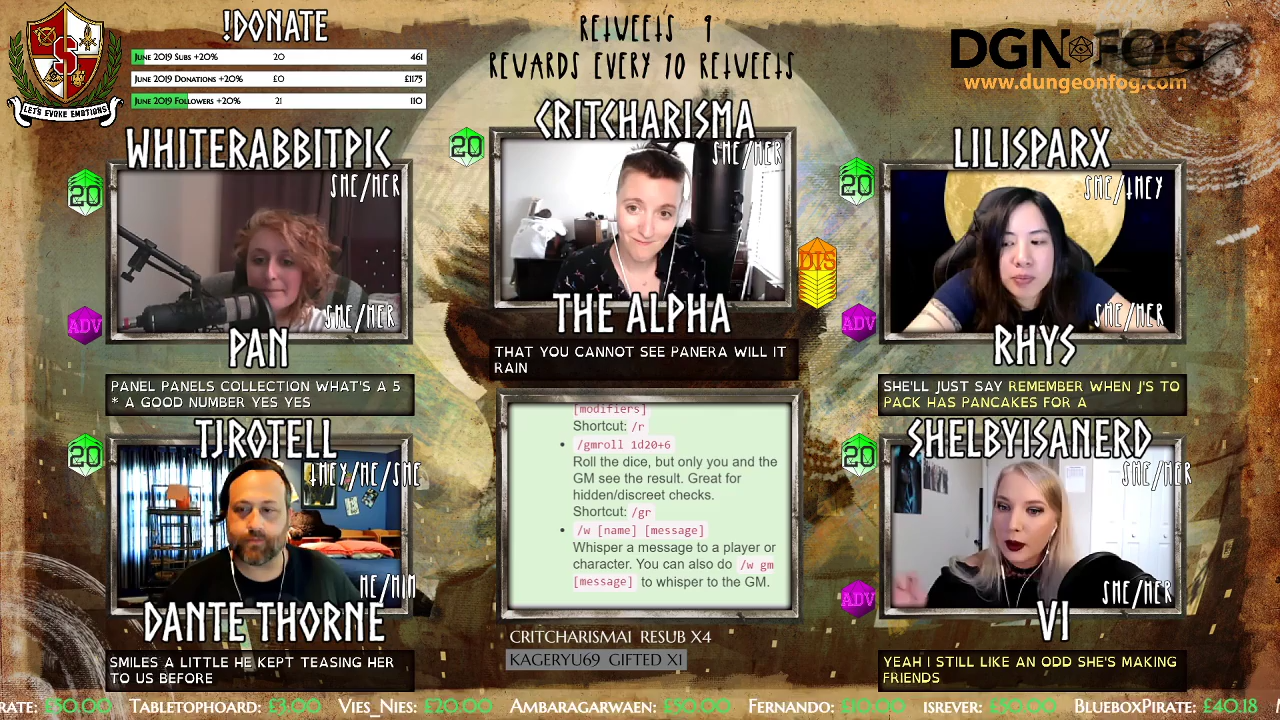 !DONATE
JUNE 2019 SUBS +20% 20 461
JUNE 2019 DONATIONS +20% £0 £1175
JUNE 2019 FOLLOWERS +20% 21 110
LET'S EVOKE EMOTIONS
RETWEETS 9
REWARDS EVERY 10 RETWEETS
DGNFOG
www.dungeonfog.com
WHITERABBITPIC
SHE/HER
20
ADV
SHE/HER
PAN
PANEL PANELS COLLECTION WHAT'S A 5
* A GOOD NUMBER YES YES
CRITCHARISMA
SHE/HER
20
DIS
THE ALPHA
THAT YOU CANNOT SEE PANERA WILL IT
RAIN
LILISPARX
SHE/THEY
20
ADV
SHE/HER
RHYS
SHE'LL JUST SAY REMEMBER WHEN J'S TO
PACK HAS PANCAKES FOR A
TJROTELL
THEY/HE/SHE
20
HE/HIM
DANTE THORNE
SMILES A LITTLE HE KEPT TEASING HER
TO US BEFORE
[modifiers]
Shortcut: /r
• /gmroll 1d20+6
Roll the dice, but only you and the
GM see the result. Great for
hidden/discreet checks.
Shortcut: /gr
• /w [name] [message]
Whisper a message to a player or
character. You can also do /w gm
[message] to whisper to the GM.
CRITCHARISMA1 RESUB X4
KAGERYU69 GIFTED X1
SHELBYISANERD
SHE/HER
20
ADV
SHE/HER
VI
YEAH I STILL LIKE AN ODD SHE'S MAKING
FRIENDS
RATE: £50.00 TABLETOPHOARD: £3.00 VIES_NIES: £20.00 AMBARAGARWAEN: £50.00 FERNANDO: £10.00 ISREVER: £50.00 BLUEBOXPIRATE: £40.18